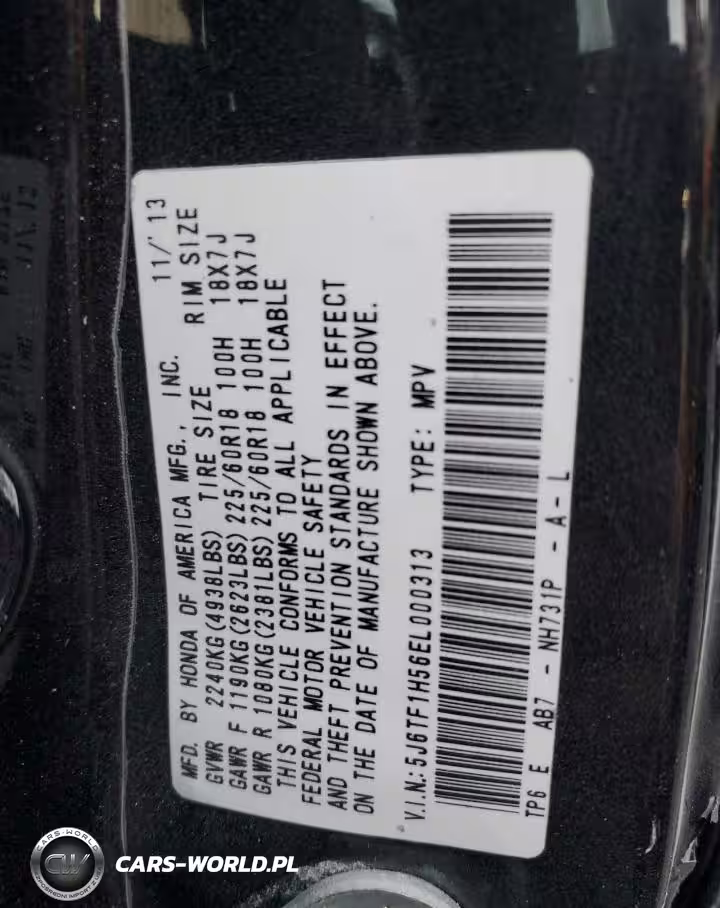 MFD. BY HONDA OF AMERICA MFG., INC. 11/'13
GVWR 2240KG(4938LBS) TIRE SIZE RIM SIZE
GAWR F 1190KG(2623LBS) 225/60R18 100H 18X7J
GAWR R 1080KG(2381LBS) 225/60R18 100H 18X7J
THIS VEHICLE CONFORMS TO ALL APPLICABLE
FEDERAL MOTOR VEHICLE SAFETY
AND THEFT PREVENTION STANDARDS IN EFFECT
ON THE DATE OF MANUFACTURE SHOWN ABOVE.
V.I.N.:5J6TF1H56EL000313 TYPE: MPV
TP6 E AB7 - NH731P - A - L
CARS-WORLD
CW
CARS-WORLD.PL